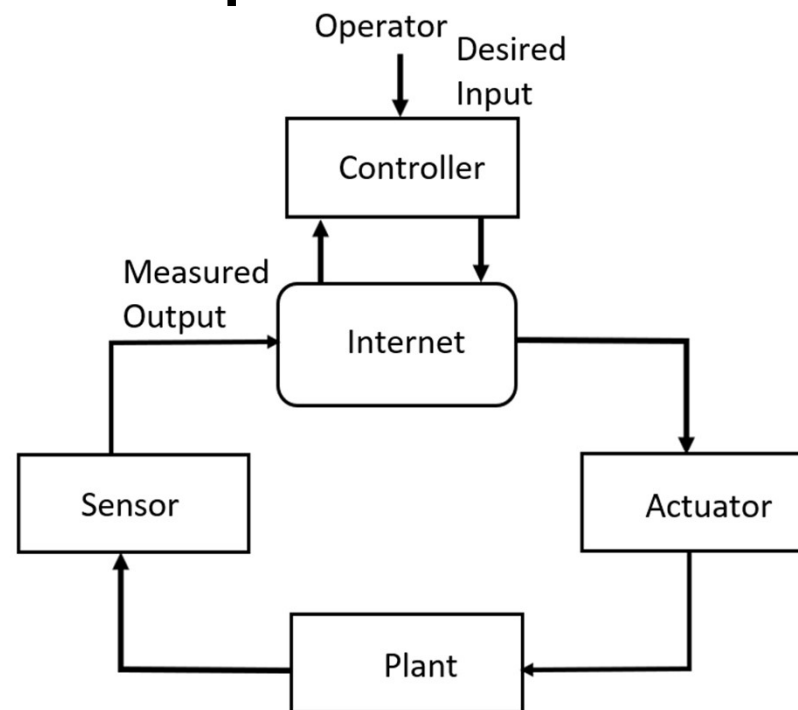 Operator
Desired
Input
Controller
Measured
Output
Internet
Sensor
Actuator
Plant